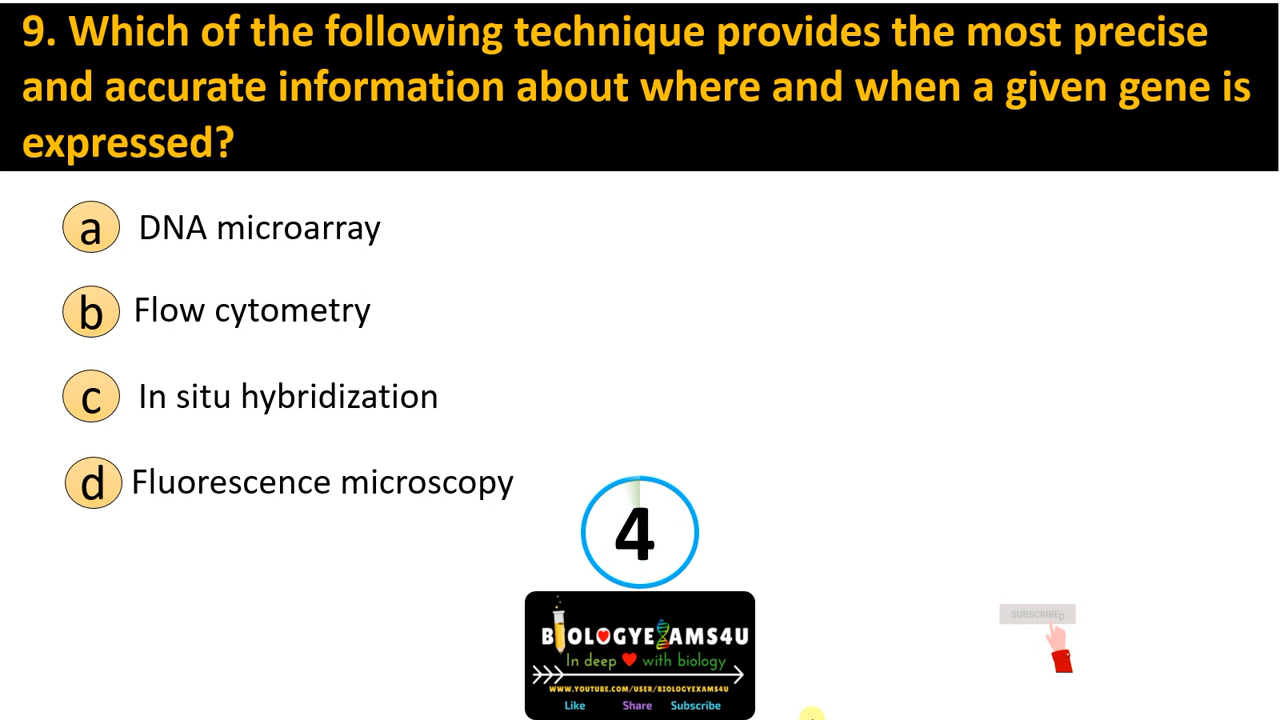 9. Which of the following technique provides the most precise
and accurate information about where and when a given gene is
expressed?
a DNA microarray
b Flow cytometry
c In situ hybridization
d Fluorescence microscopy
4
BIOLOGYEXAMS4U
In deep with biology
WWW.YOUTUBE.COM/USER/BIOLOGYEXAMS4U
Like Share Subscribe
SUBSCRIBE